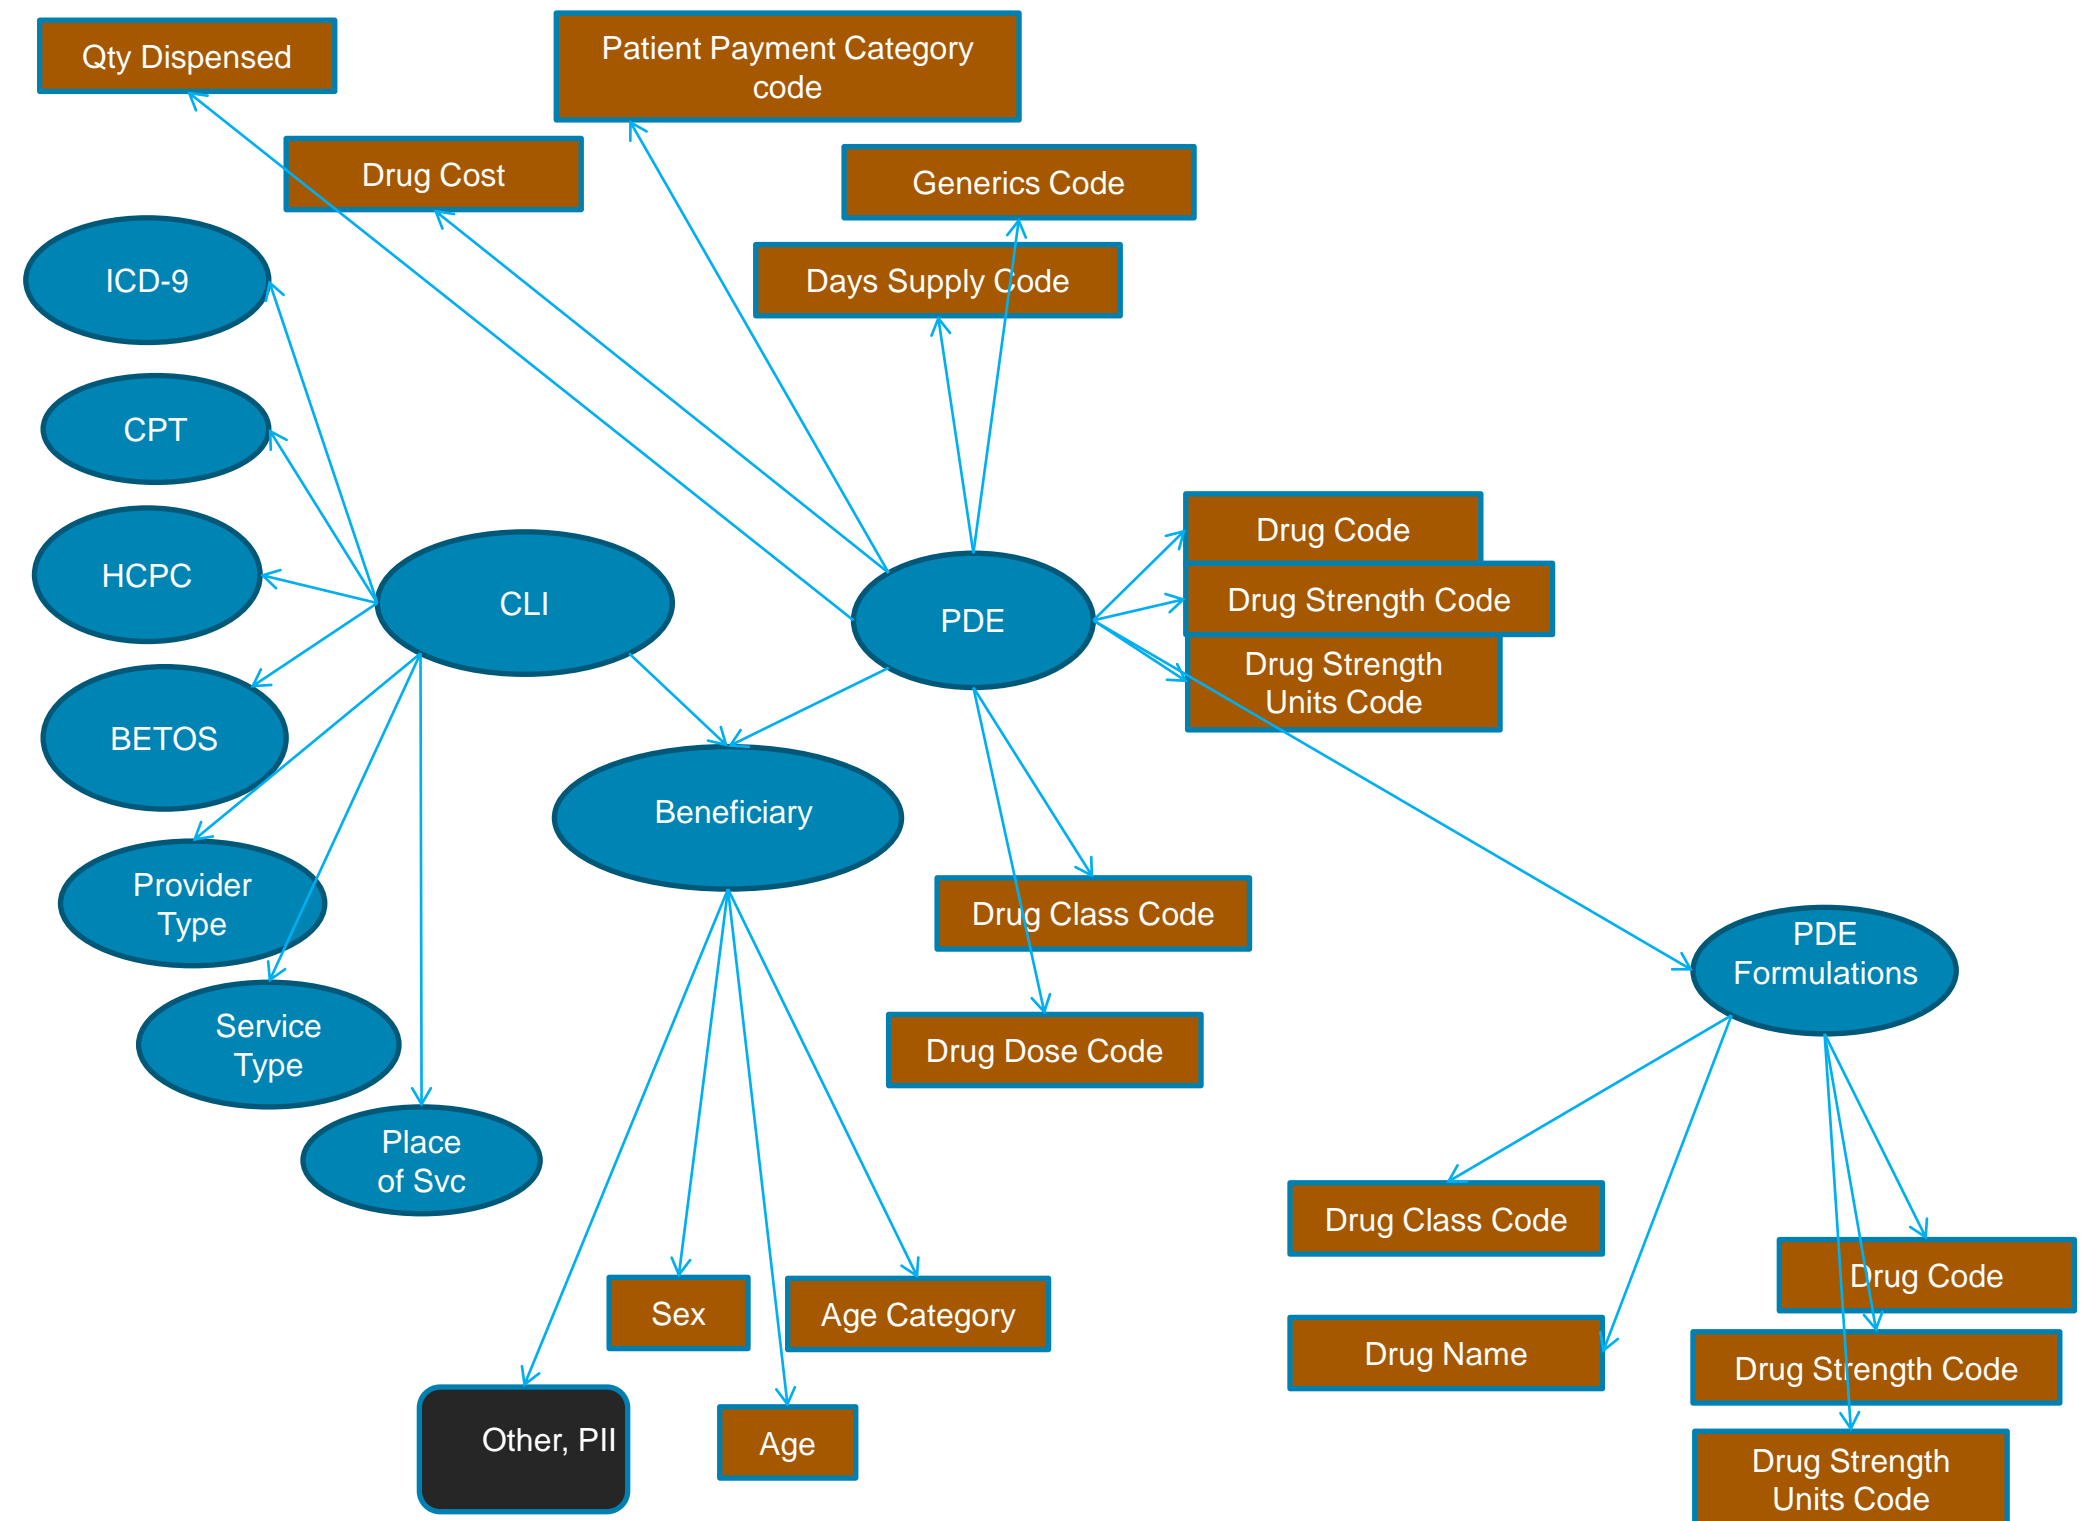 Qty Dispensed
Patient Payment Category
code
Drug Cost
Generics Code
Days Supply Code
ICD-9
CPT
HCPC
BETOS
Provider
Type
Service
Type
Place
of Svc
CLI
PDE
Beneficiary
Drug Code
Drug Strength Code
Drug Strength
Units Code
Drug Class Code
Drug Dose Code
PDE
Formulations
Sex
Age Category
Other, PII
Age
Drug Class Code
Drug Name
Drug Code
Drug Strength Code
Drug Strength
Units Code